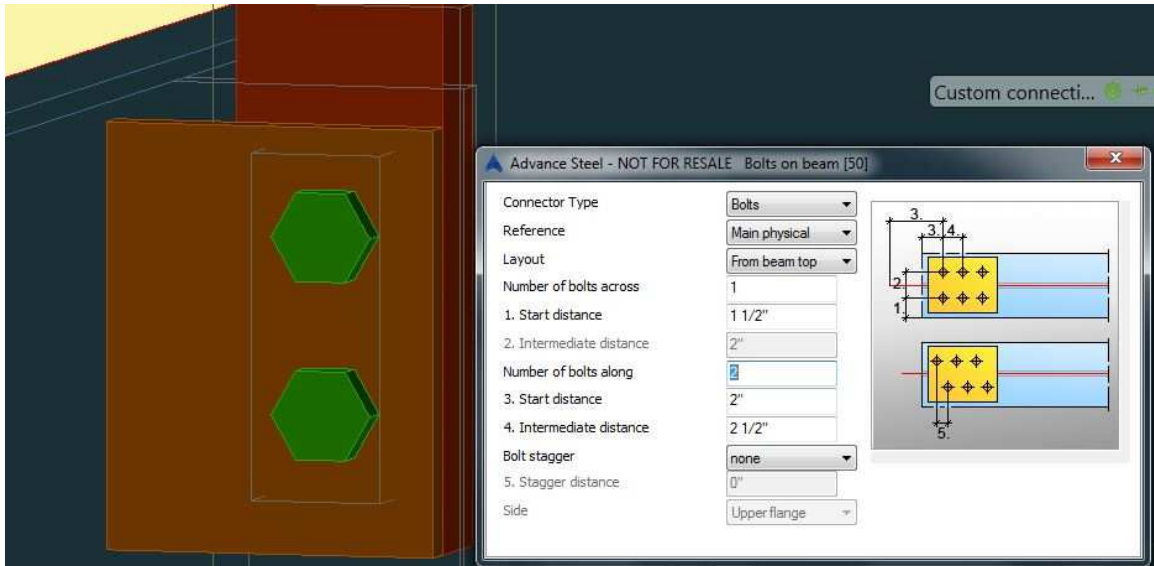 Custom connecti...
Advance Steel - NOT FOR RESALE Bolts on beam [50]
Connector Type Bolts
Reference Main physical
Layout From beam top
Number of bolts across 1
1. Start distance 1 1/2"
2. Intermediate distance 2"
Number of bolts along 2
3. Start distance 2"
4. Intermediate distance 2 1/2"
Bolt stagger none
5. Stagger distance 0"
Side Upper flange
3.
3. 4.
2.
1.
5.